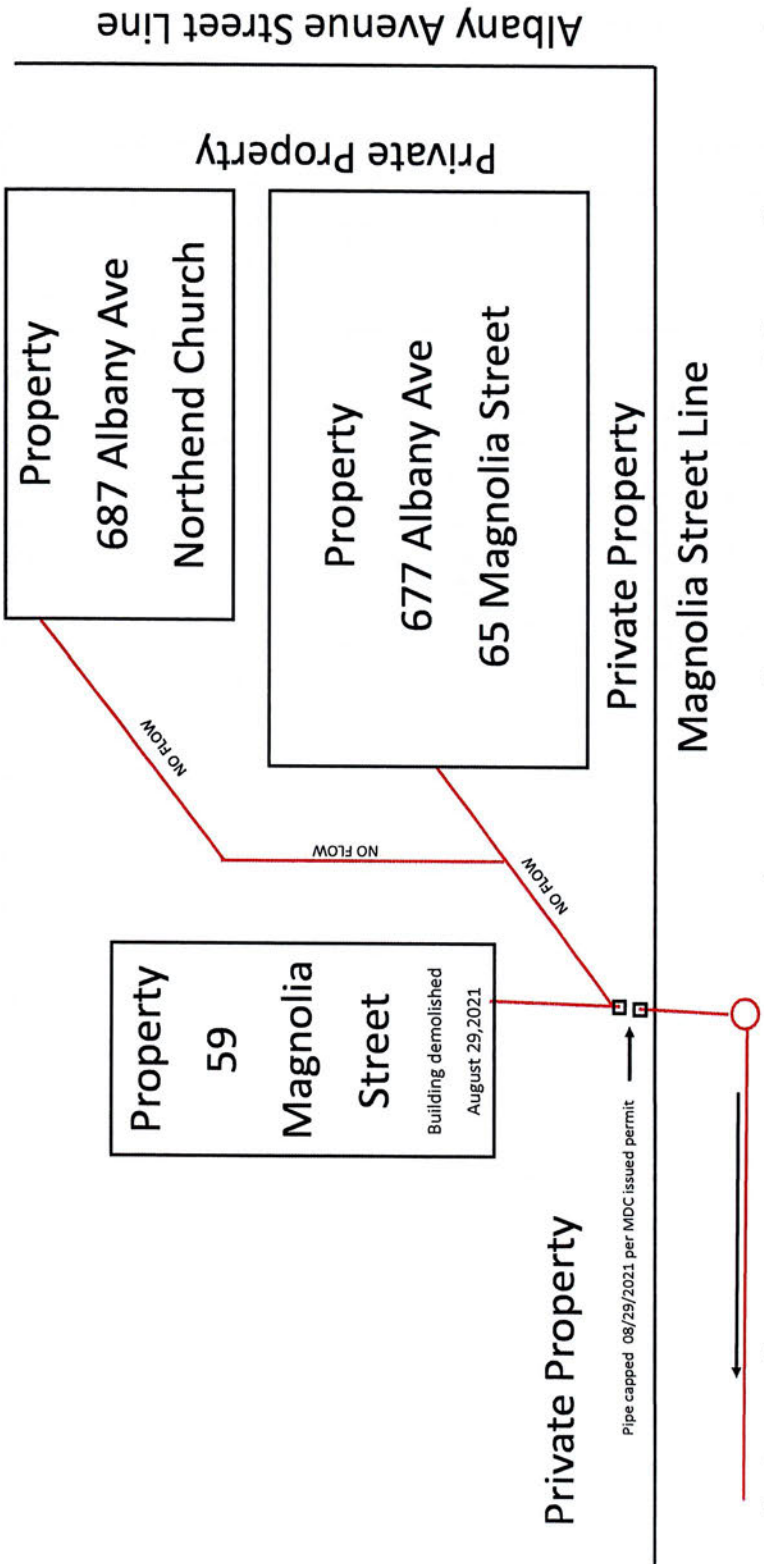 Albany Avenue Street Line
Private Property
Property
687 Albany Ave
Northend Church
Property
677 Albany Ave
65 Magnolia Street
NO FLOW
NO FLOW
NO FLOW
Property
59
Magnolia
Street
Building demolished
August 29,2021
Private Property
Magnolia Street Line
Private Property
Pipe capped 08/29/2021 per MDC issued permit